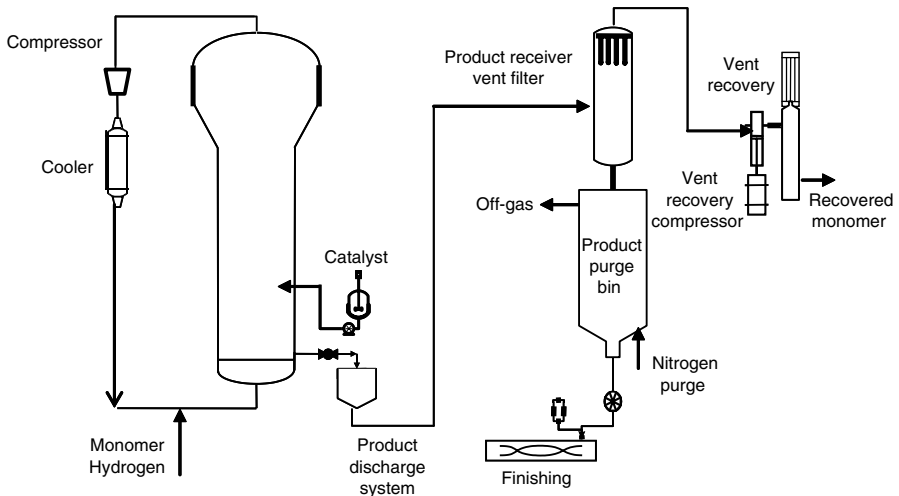 Compressor
Cooler
Monomer
Hydrogen
Catalyst
Product
discharge
system
Product receiver
vent filter
Off-gas
Product
purge
bin
Nitrogen
purge
Finishing
Vent
recovery
Vent
recovery
compressor
Recovered
monomer